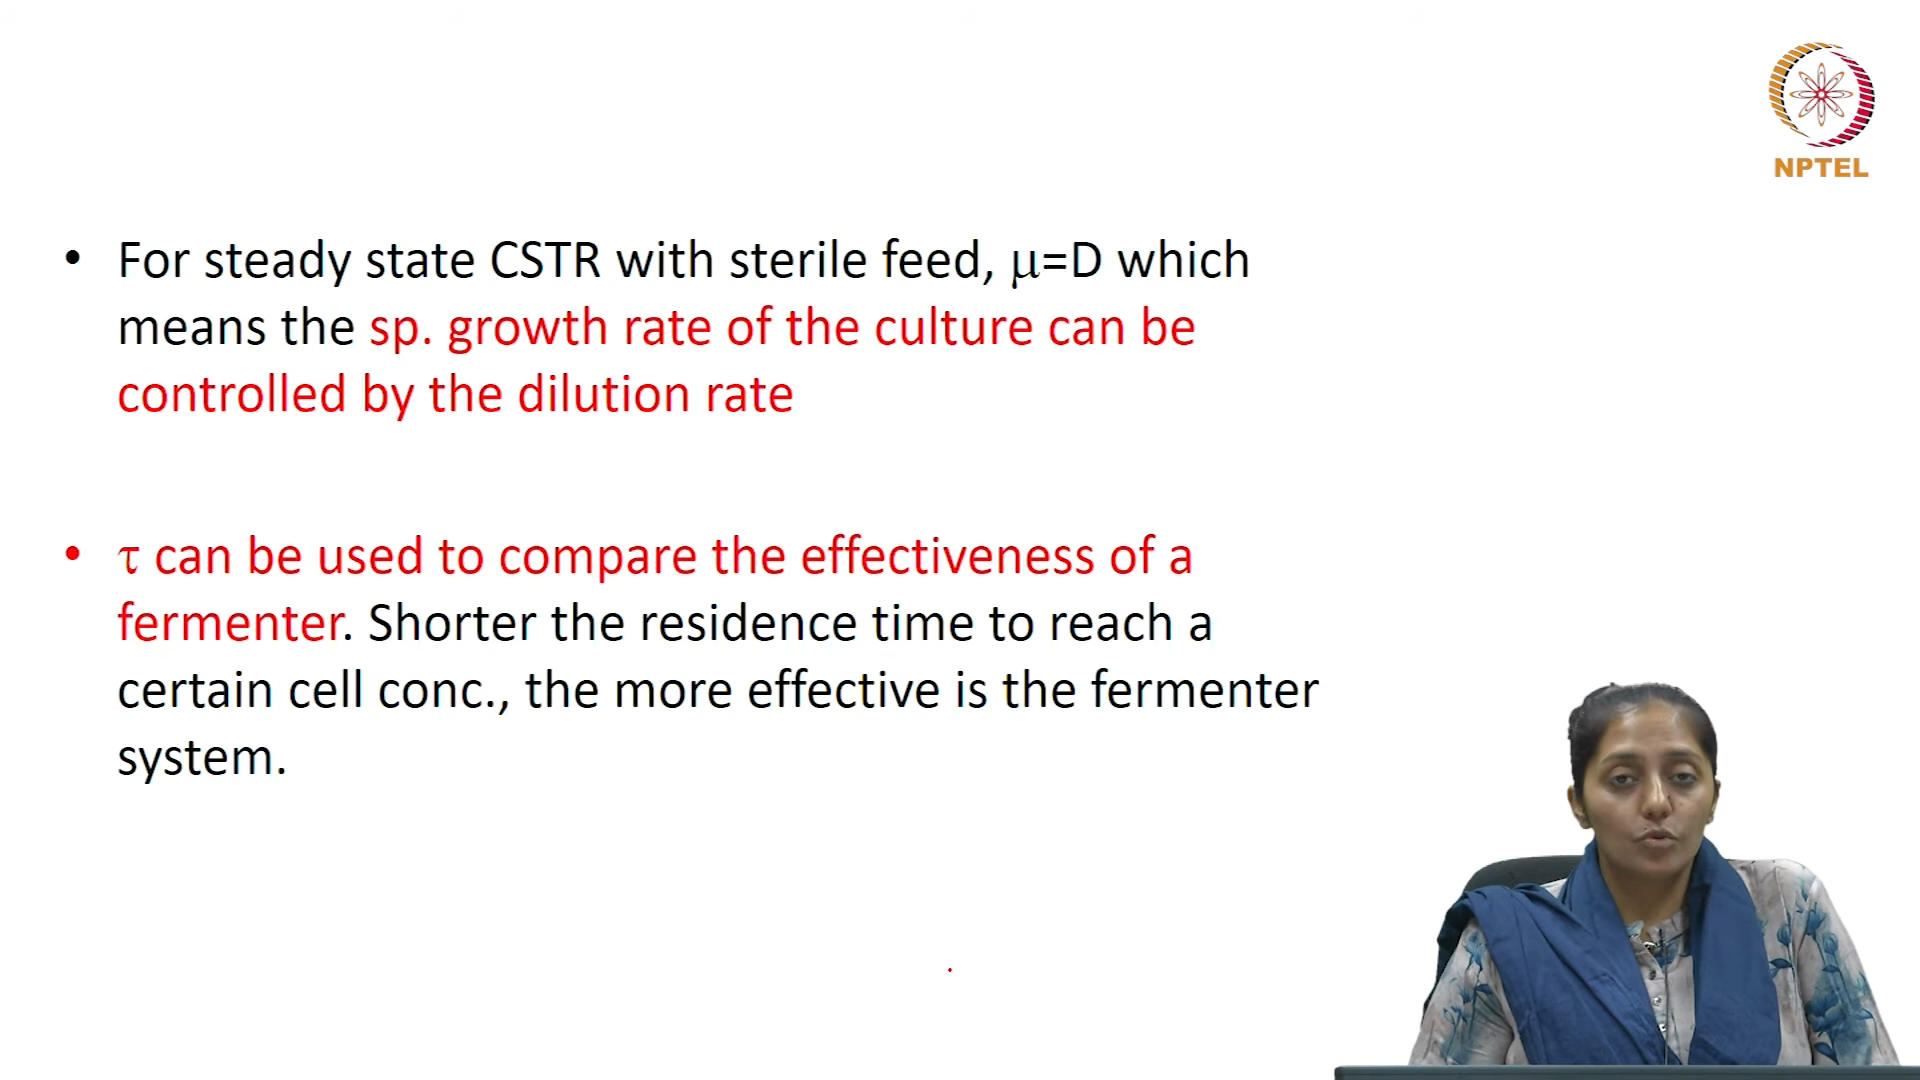 NPTEL
• For steady state CSTR with sterile feed, μ=D which
means the sp. growth rate of the culture can be
controlled by the dilution rate
• τ can be used to compare the effectiveness of a
fermenter. Shorter the residence time to reach a
certain cell conc., the more effective is the fermenter
system.